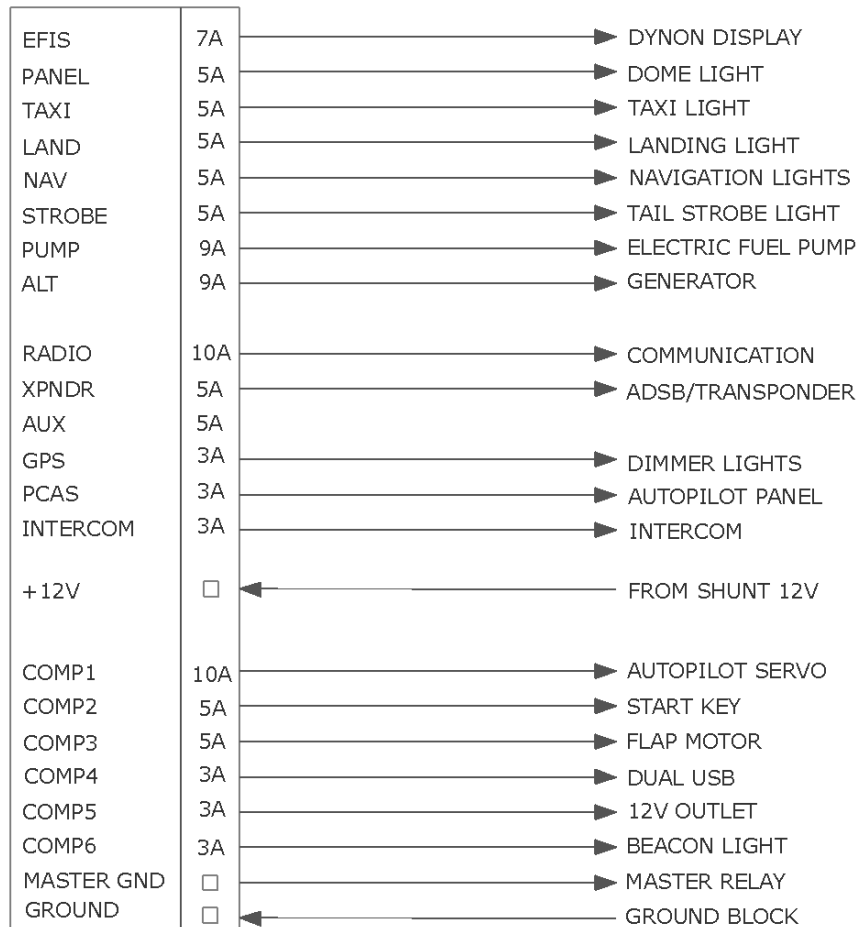 EFIS 7A DYNON DISPLAY
PANEL 5A DOME LIGHT
TAXI 5A TAXI LIGHT
LAND 5A LANDING LIGHT
NAV 5A NAVIGATION LIGHTS
STROBE 5A TAIL STROBE LIGHT
PUMP 9A ELECTRIC FUEL PUMP
ALT 9A GENERATOR
RADIO 10A COMMUNICATION
XPNDR 5A ADSB/TRANSPONDER
AUX 5A
GPS 3A DIMMER LIGHTS
PCAS 3A AUTOPILOT PANEL
INTERCOM 3A INTERCOM
+12V FROM SHUNT 12V
COMP1 10A AUTOPILOT SERVO
COMP2 5A START KEY
COMP3 5A FLAP MOTOR
COMP4 3A DUAL USB
COMP5 3A 12V OUTLET
COMP6 3A BEACON LIGHT
MASTER GND MASTER RELAY
GROUND GROUND BLOCK